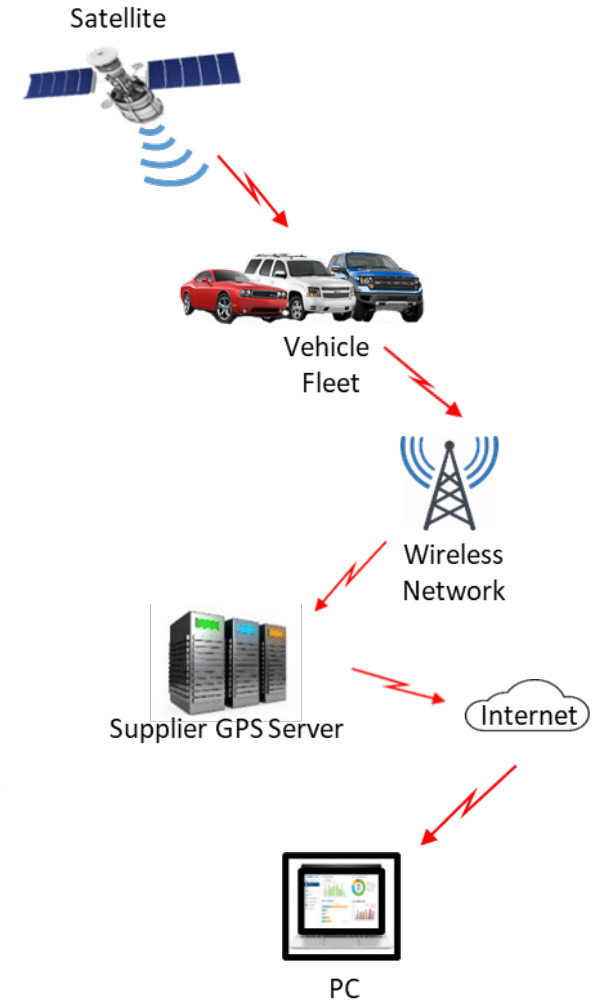 Satellite
Vehicle
Fleet
Wireless
Network
Supplier GPS Server
Internet
PC